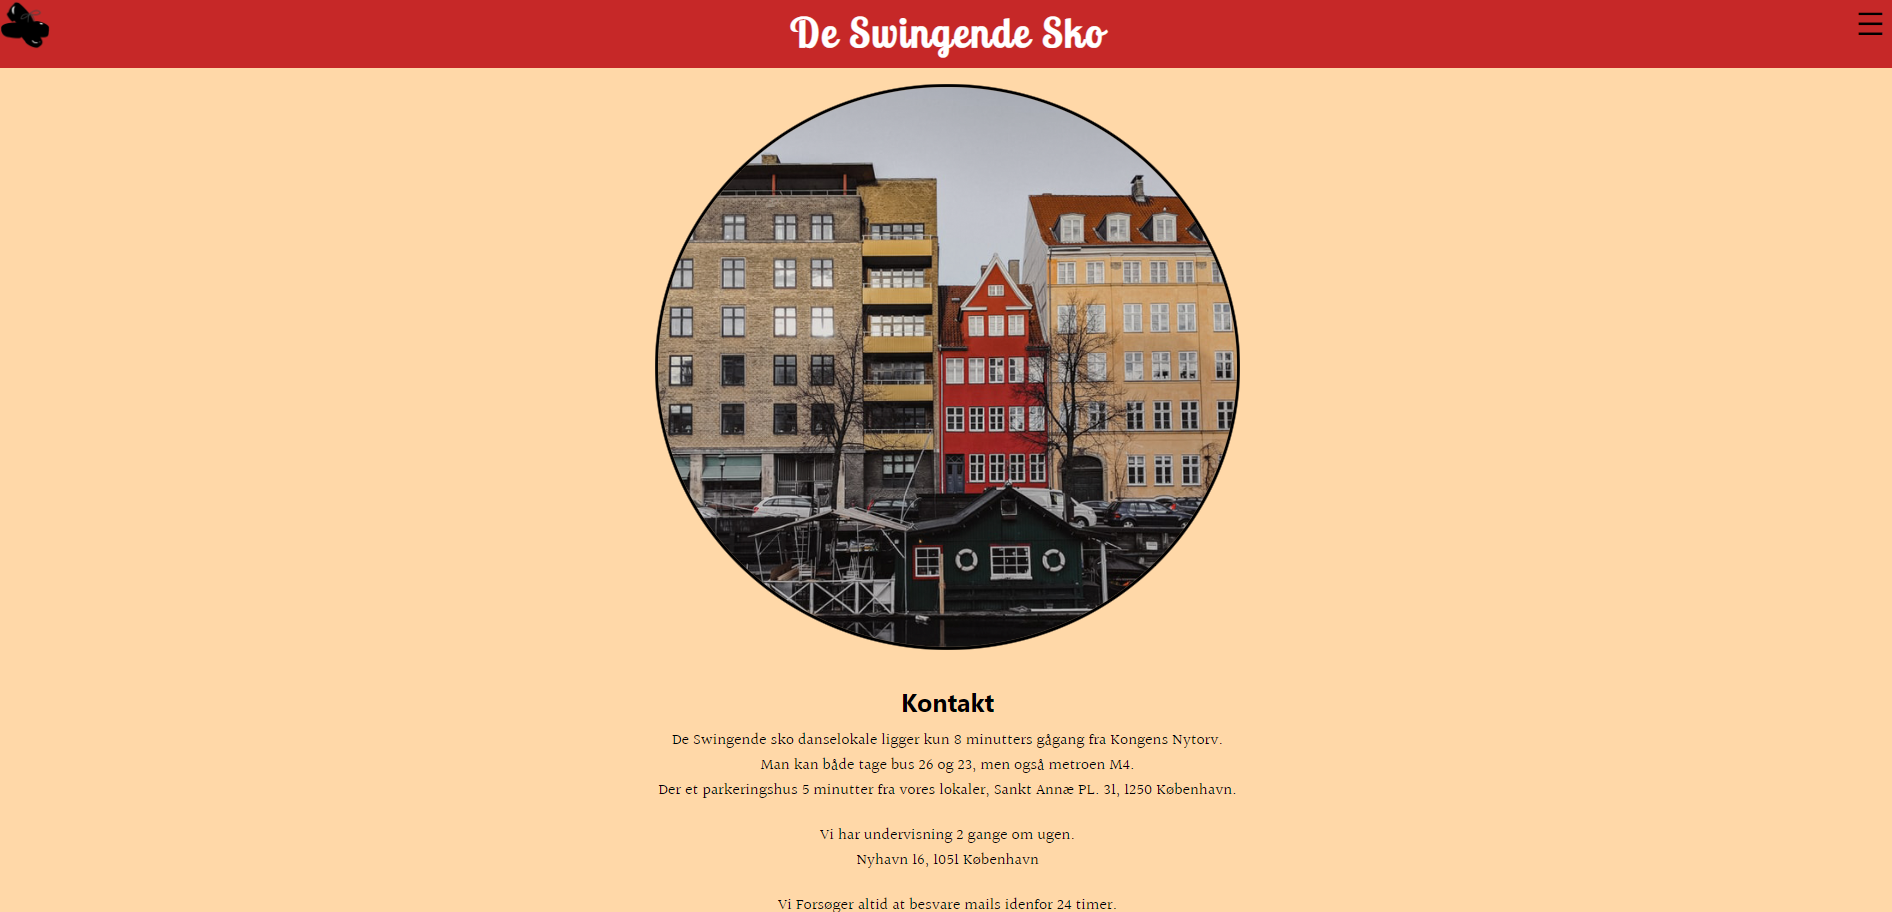 De Swingende Sko
Kontakt
De Swingende sko danselokale ligger kun 8 minutters gågang fra Kongens Nytorv.
Man kan både tage bus 26 og 23, men også metroen M4.
Der et parkeringshus 5 minutter fra vores lokaler, Sankt Annæ PL. 31, 1250 København.
Vi har undervisning 2 gange om ugen.
Nyhavn 16, 1051 København
Vi Forsøger altid at besvare mails idenfor 24 timer.